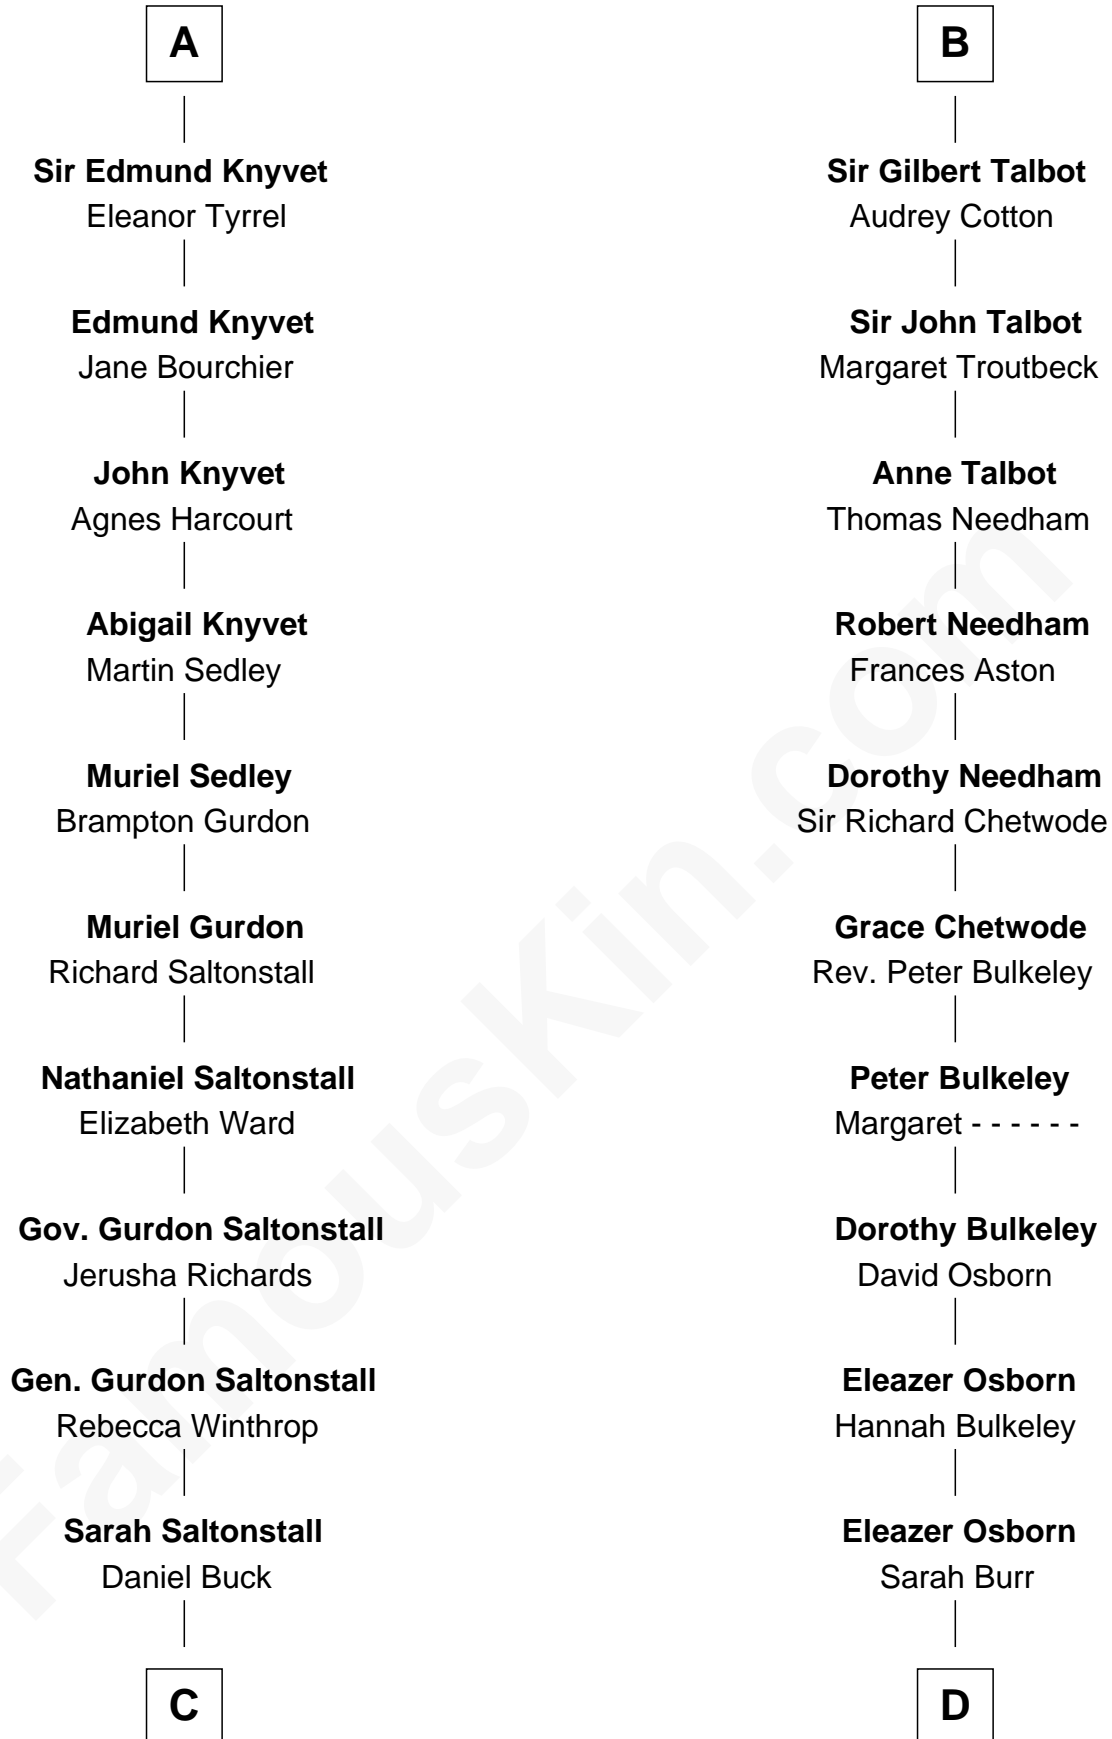 A
Sir Edmund Knyvet
Eleanor Tyrrel
Edmund Knyvet
Jane Bourchier
John Knyvet
Agnes Harcourt
Abigail Knyvet
Martin Sedley
Muriel Sedley
Brampton Gurdon
Muriel Gurdon
Richard Saltonstall
Nathaniel Saltonstall
Elizabeth Ward
Gov. Gurdon Saltonstall
Jerusha Richards
Gen. Gurdon Saltonstall
Rebecca Winthrop
Sarah Saltonstall
Daniel Buck
C
B
Sir Gilbert Talbot
Audrey Cotton
Sir John Talbot
Margaret Troutbeck
Anne Talbot
Thomas Needham
Robert Needham
Frances Aston
Dorothy Needham
Sir Richard Chetwode
Grace Chetwode
Rev. Peter Bulkeley
Peter Bulkeley
Margaret - - - - - -
Dorothy Bulkeley
David Osborn
Eleazer Osborn
Hannah Bulkeley
Eleazer Osborn
Sarah Burr
D
FamousKin.com